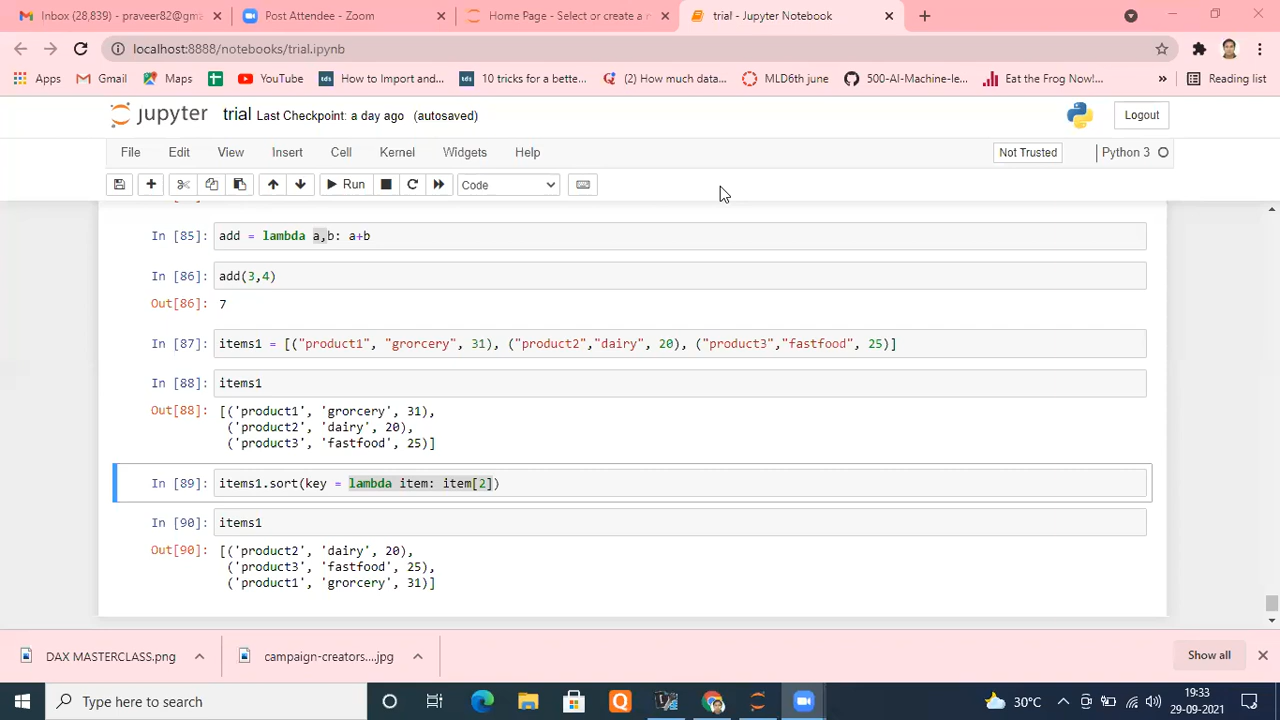 Inbox (28,839) - praveer82@gm
Post Attendee - Zoom
Home Page - Select or create a n
trial - Jupyter Notebook
localhost:8888/notebooks/trial.ipynb
Apps
Gmail
Maps
YouTube
How to Import and...
10 tricks for a bette...
(2) How much data...
MLD6th june
500-AI-Machine-le...
Eat the Frog Now!...
»
Reading list
jupyter
trial Last Checkpoint: a day ago (autosaved)
Logout
File Edit View Insert Cell Kernel Widgets Help
Not Trusted
Python 3
Run
Code
In [85]: add = lambda a,b: a+b
In [86]: add(3,4)
Out[86]: 7
In [87]: items1 = [("product1", "grorcery", 31), ("product2","dairy", 20), ("product3","fastfood", 25)]
In [88]: items1
Out[88]: [('product1', 'grorcery', 31),
('product2', 'dairy', 20),
('product3', 'fastfood', 25)]
In [89]: items1.sort(key = lambda item: item[2])
In [90]: items1
Out[90]: [('product2', 'dairy', 20),
('product3', 'fastfood', 25),
('product1', 'grorcery', 31)]
DAX MASTERCLASS.png
campaign-creators....jpg
Show all
Type here to search
30°C
19:33
29-09-2021